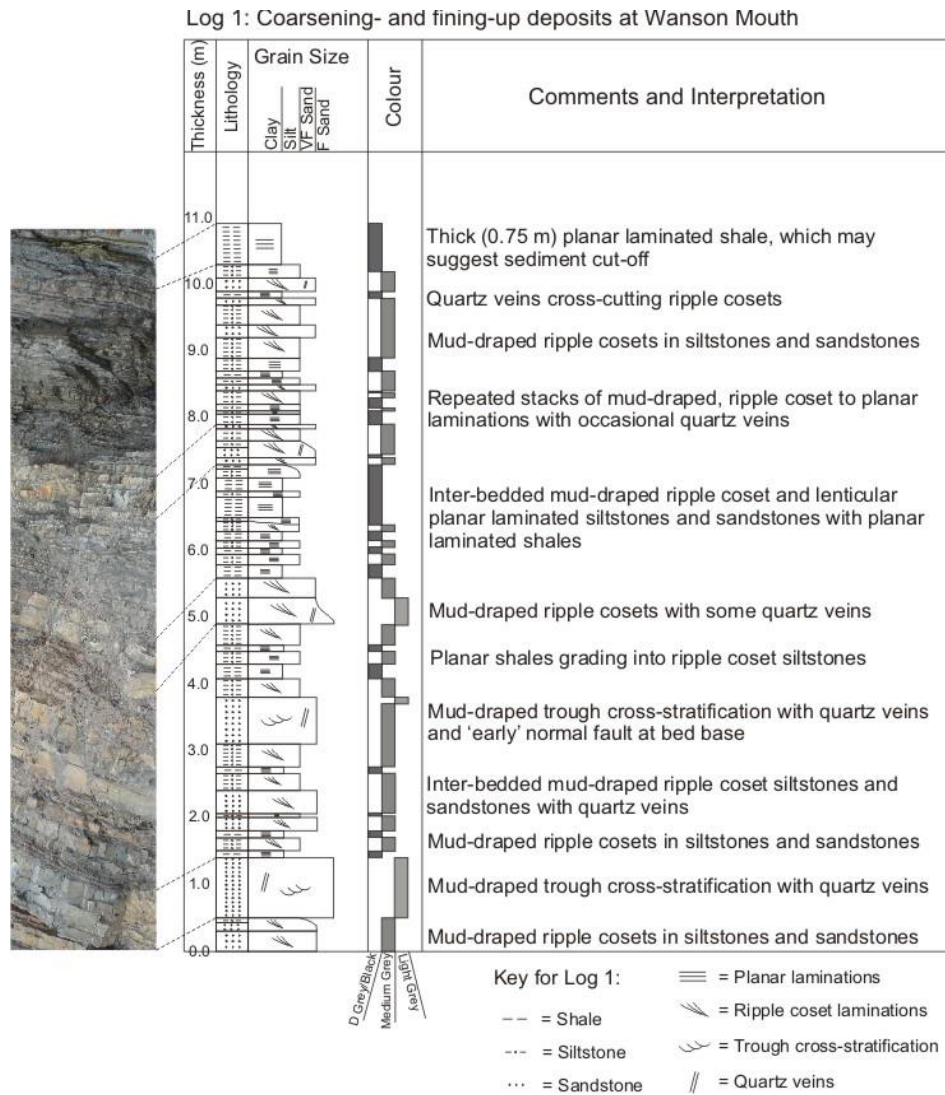 Log 1: Coarsening- and fining-up deposits at Wanson Mouth
Thickness (m)
Lithology
Grain Size
Clay
Silt
VF Sand
F Sand
Colour
Comments and Interpretation
11.0
Thick (0.75 m) planar laminated shale, which may
suggest sediment cut-off
10.0
Quartz veins cross-cutting ripple cosets
Mud-draped ripple cosets in siltstones and sandstones
9.0
Repeated stacks of mud-draped, ripple coset to planar
laminations with occasional quartz veins
8.0
7.0
Inter-bedded mud-draped ripple coset and lenticular
planar laminated siltstones and sandstones with planar
laminated shales
6.0
Mud-draped ripple cosets with some quartz veins
5.0
Planar shales grading into ripple coset siltstones
4.0
Mud-draped trough cross-stratification with quartz veins
and ‘early’ normal fault at bed base
3.0
Inter-bedded mud-draped ripple coset siltstones and
sandstones with quartz veins
2.0
Mud-draped ripple cosets in siltstones and sandstones
1.0
Mud-draped trough cross-stratification with quartz veins
Mud-draped ripple cosets in siltstones and sandstones
0.0
D Grey/Black
Medium Grey
Light Grey
Key for Log 1:
= Shale
= Siltstone
= Sandstone
= Planar laminations
= Ripple coset laminations
= Trough cross-stratification
= Quartz veins